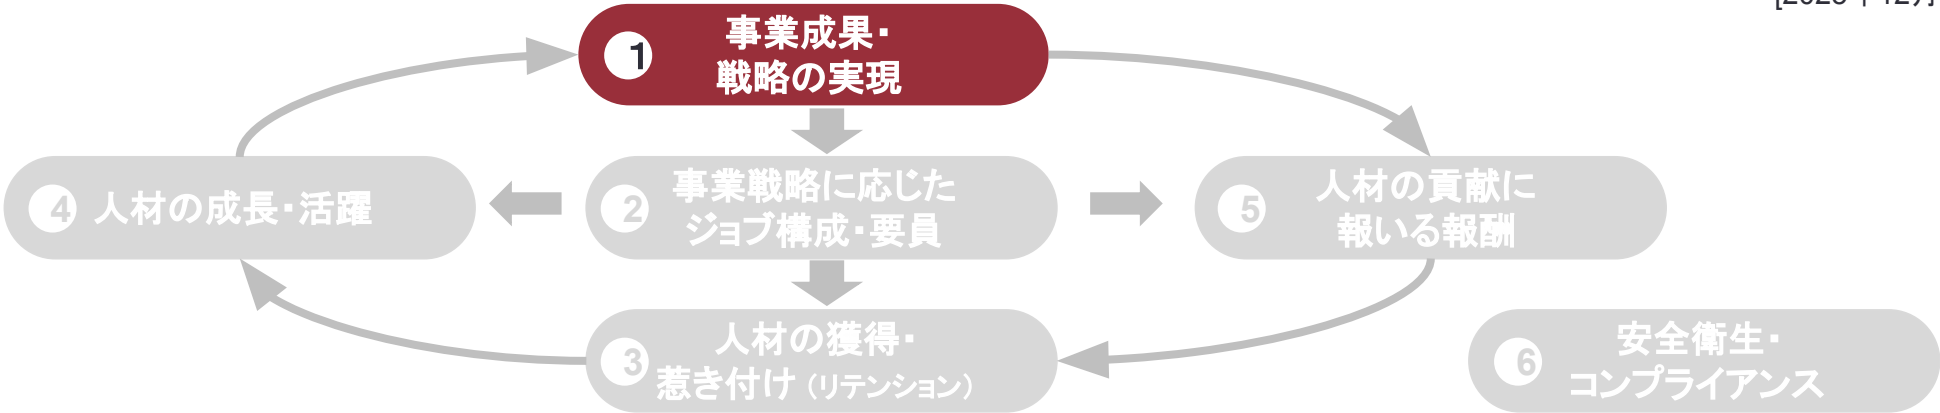 1 事業成果・
戦略の実現
4 人材の成長・活躍
2 事業戦略に応じた
ジョブ構成・要員
5 人材の貢献に
報いる報酬
3 人材の獲得・
惹き付け（リテンション）
6 安全衛生・
コンプライアンス